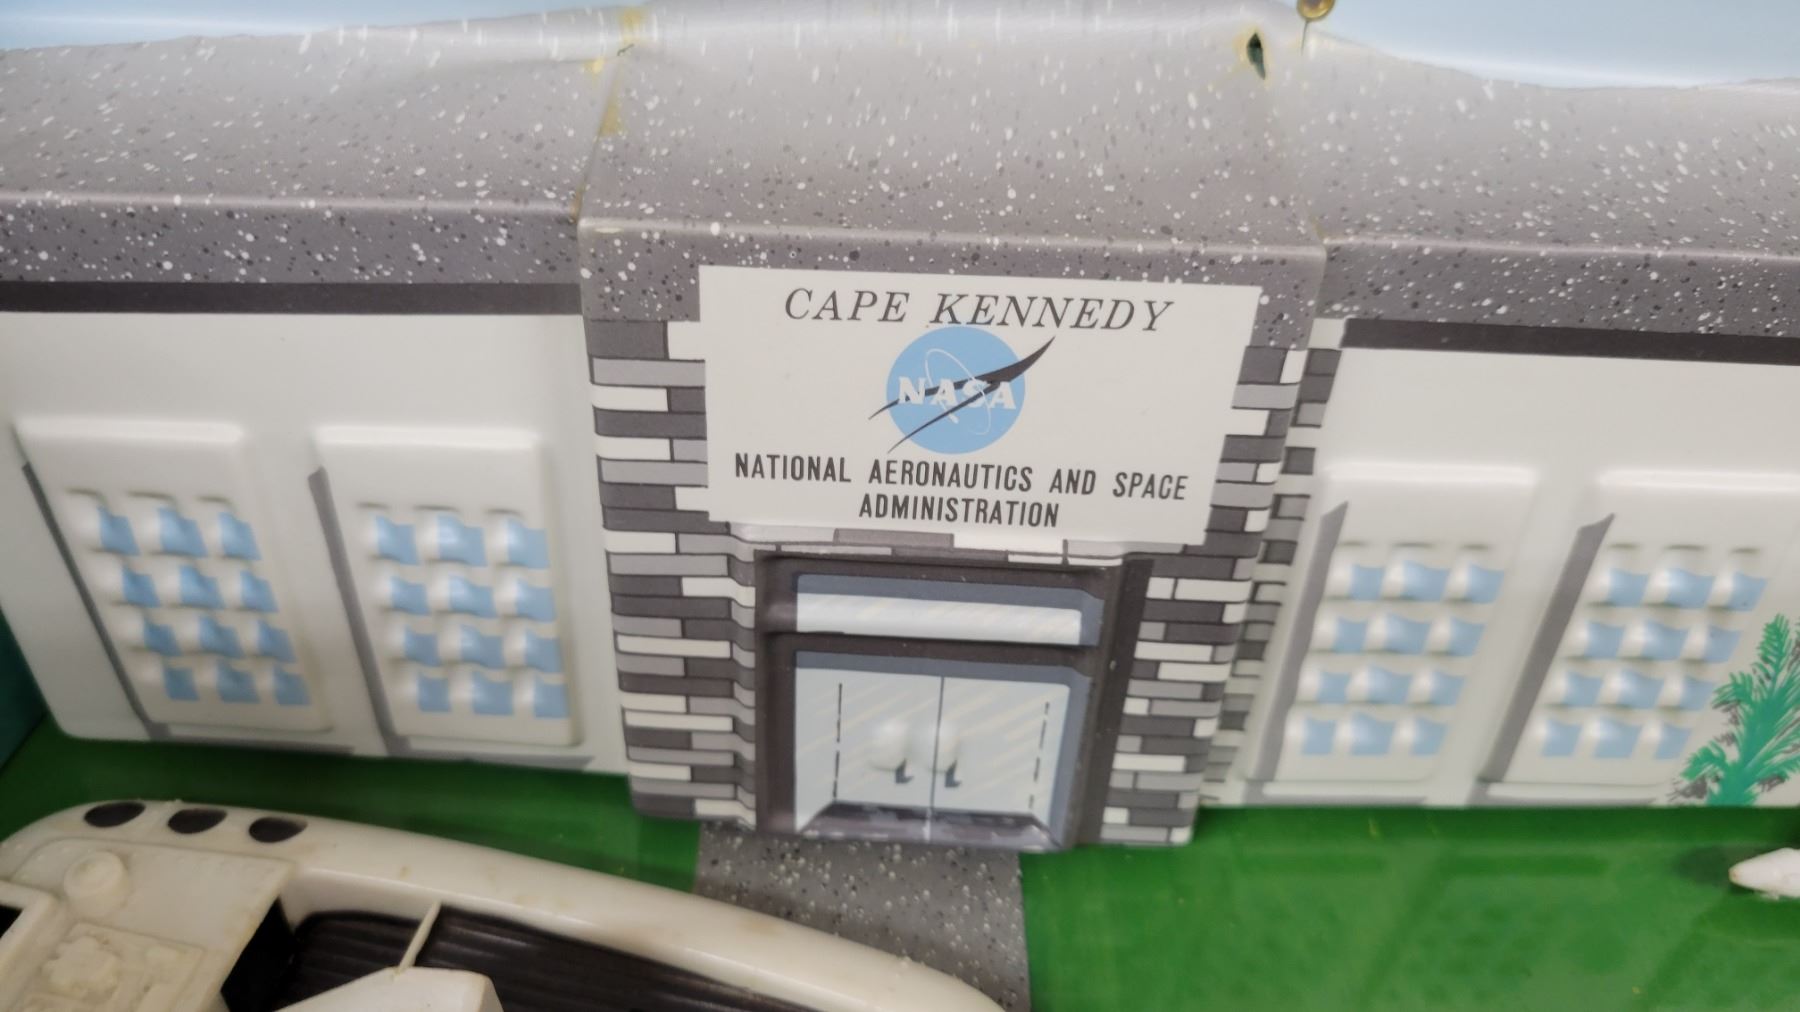 CAPE KENNEDY
NASA
NATIONAL AERONAUTICS AND SPACE
ADMINISTRATION